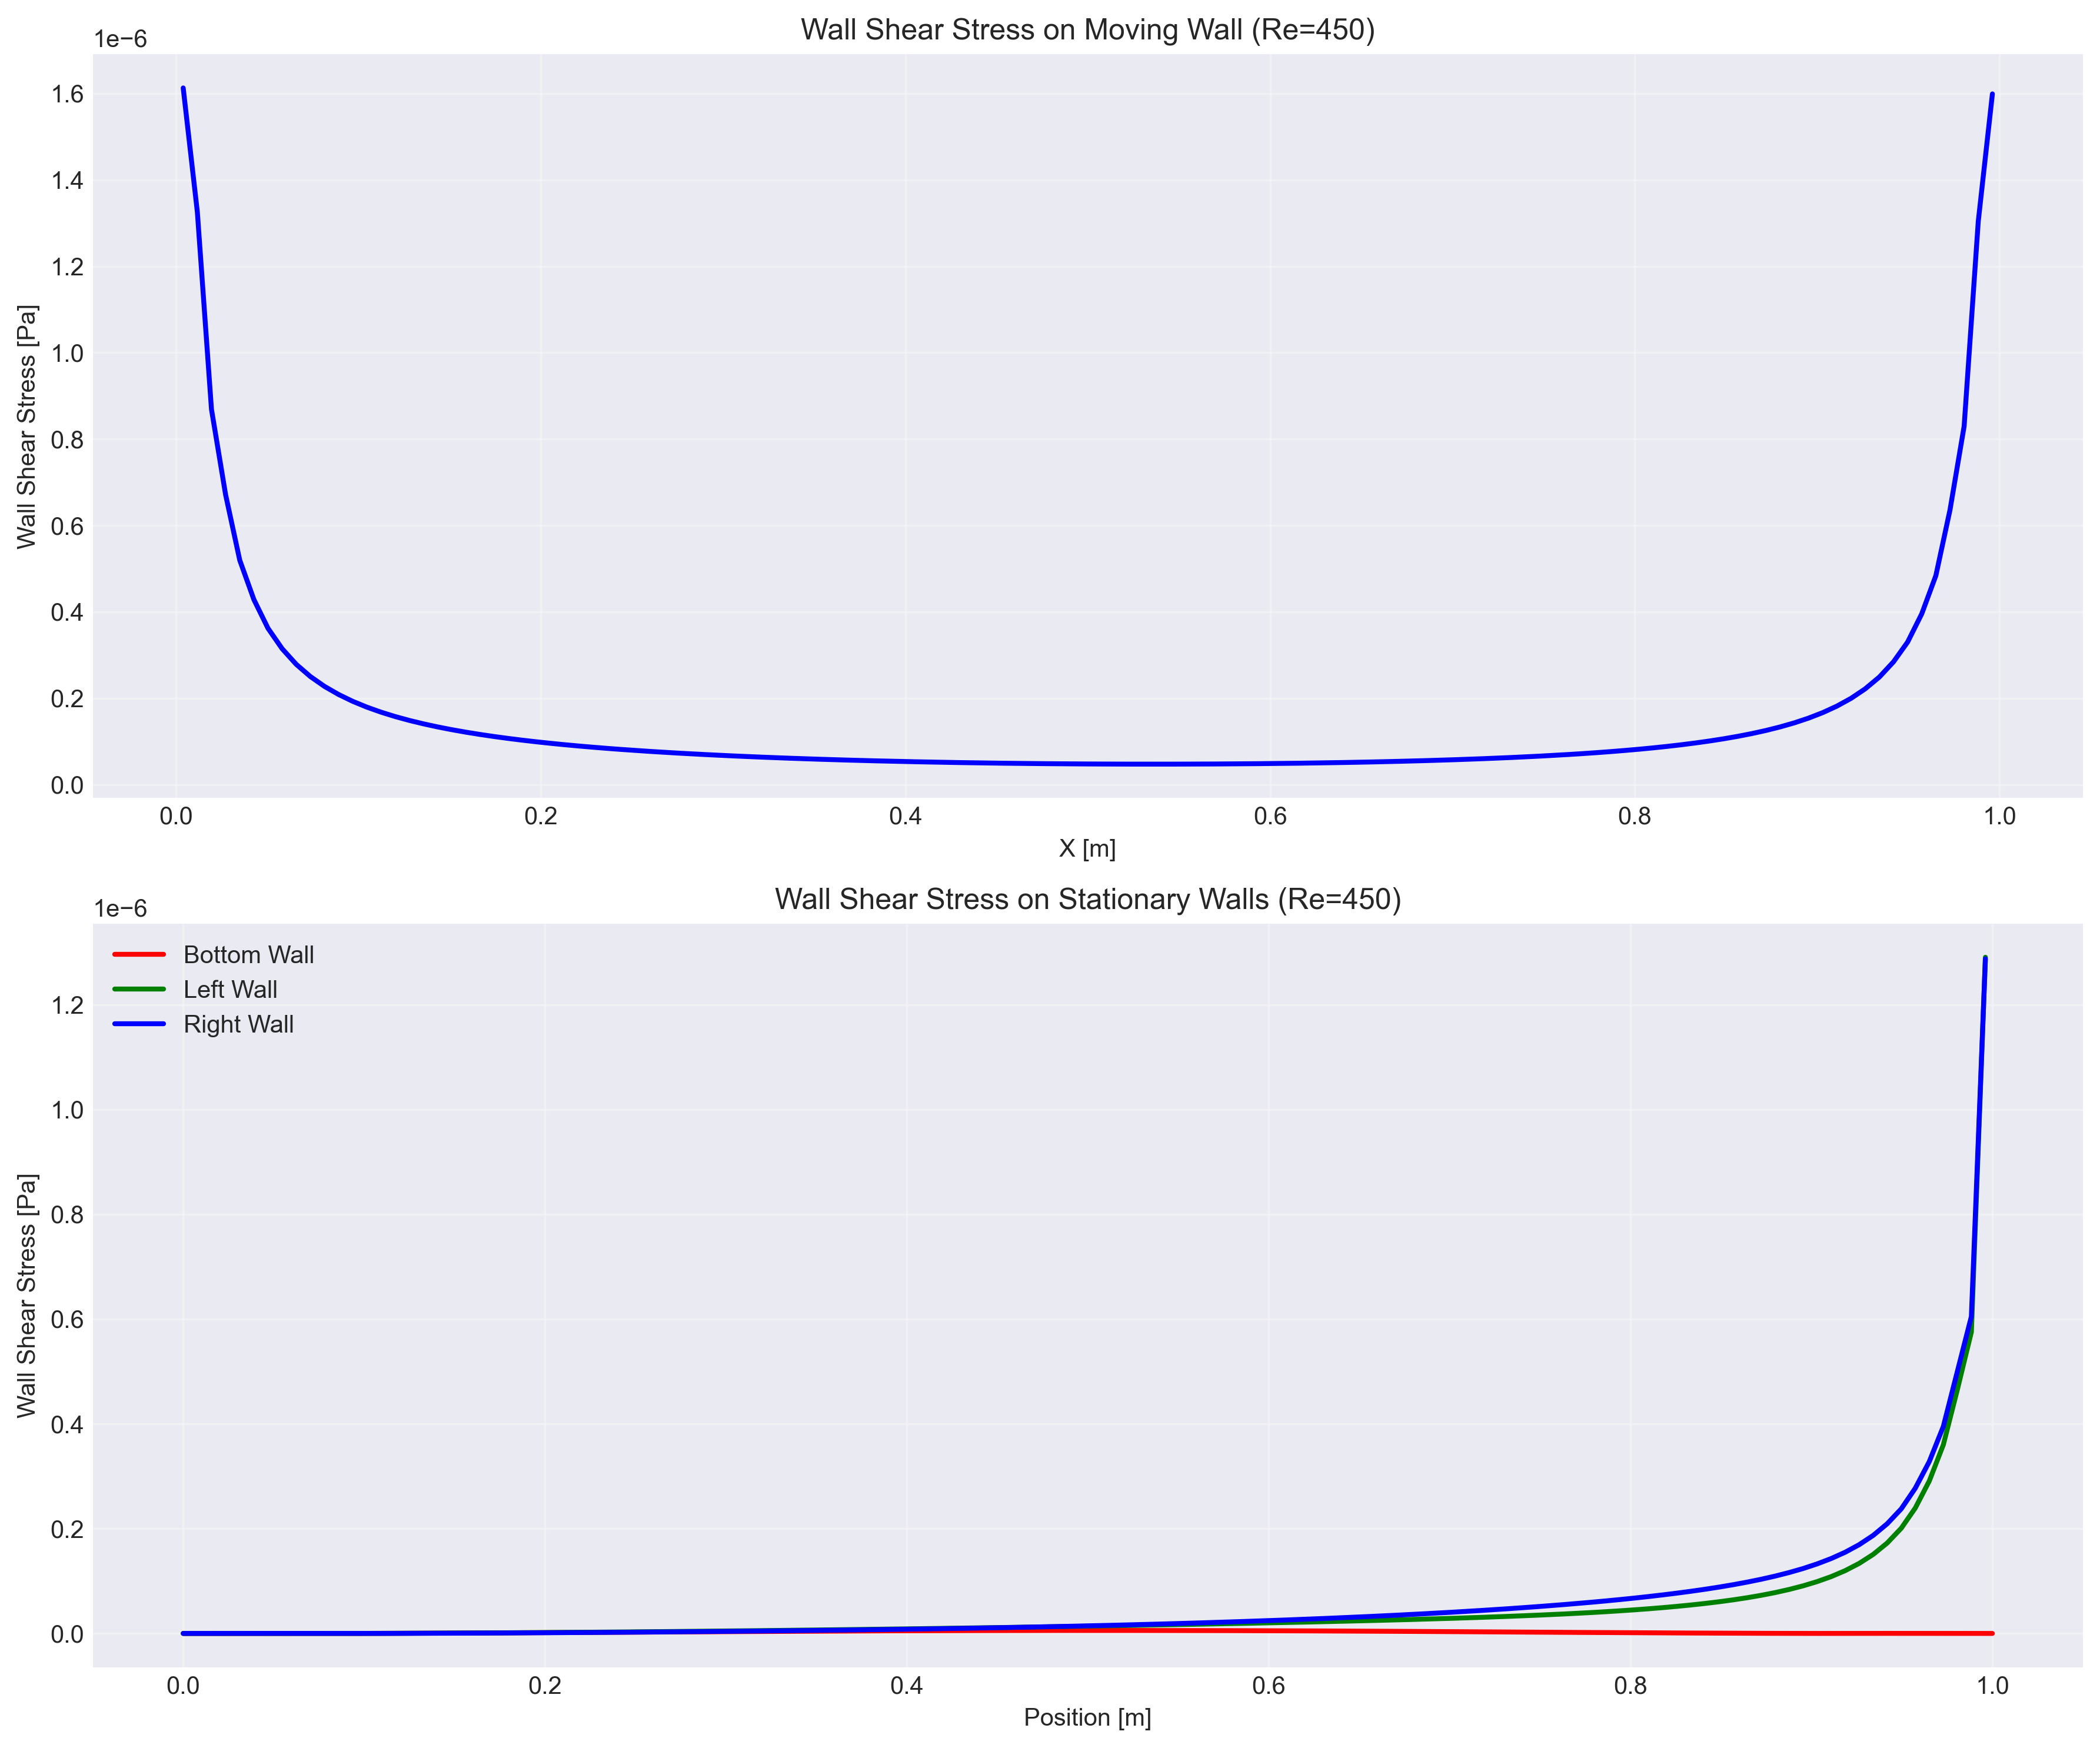 Wall Shear Stress on Moving Wall (Re=450)
1e−6
1.6
1.4
1.2
1.0
0.8
0.6
0.4
0.2
0.0
Wall Shear Stress [Pa]
0.0 0.2 0.4 0.6 0.8 1.0
X [m]
Wall Shear Stress on Stationary Walls (Re=450)
1e−6
Bottom Wall
Left Wall
Right Wall
1.2
1.0
0.8
0.6
0.4
0.2
0.0
Wall Shear Stress [Pa]
0.0 0.2 0.4 0.6 0.8 1.0
Position [m]